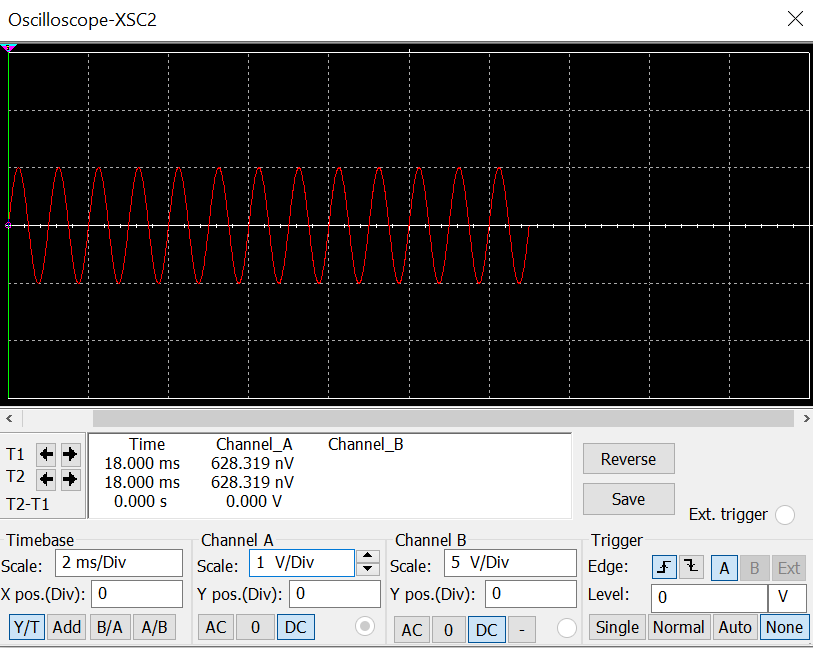 Oscilloscope-XSC2
Time Channel_A Channel_B
T1 18.000 ms 628.319 nV
T2 18.000 ms 628.319 nV
T2-T1 0.000 s 0.000 V
Reverse
Save
Ext. trigger
Timebase
Scale: 2 ms/Div
X pos.(Div): 0
Y/T Add B/A A/B
Channel A
Scale: 1 V/Div
Y pos.(Div): 0
AC 0 DC
Channel B
Scale: 5 V/Div
Y pos.(Div): 0
AC 0 DC -
Trigger
Edge: A B Ext
Level: 0 V
Single Normal Auto None